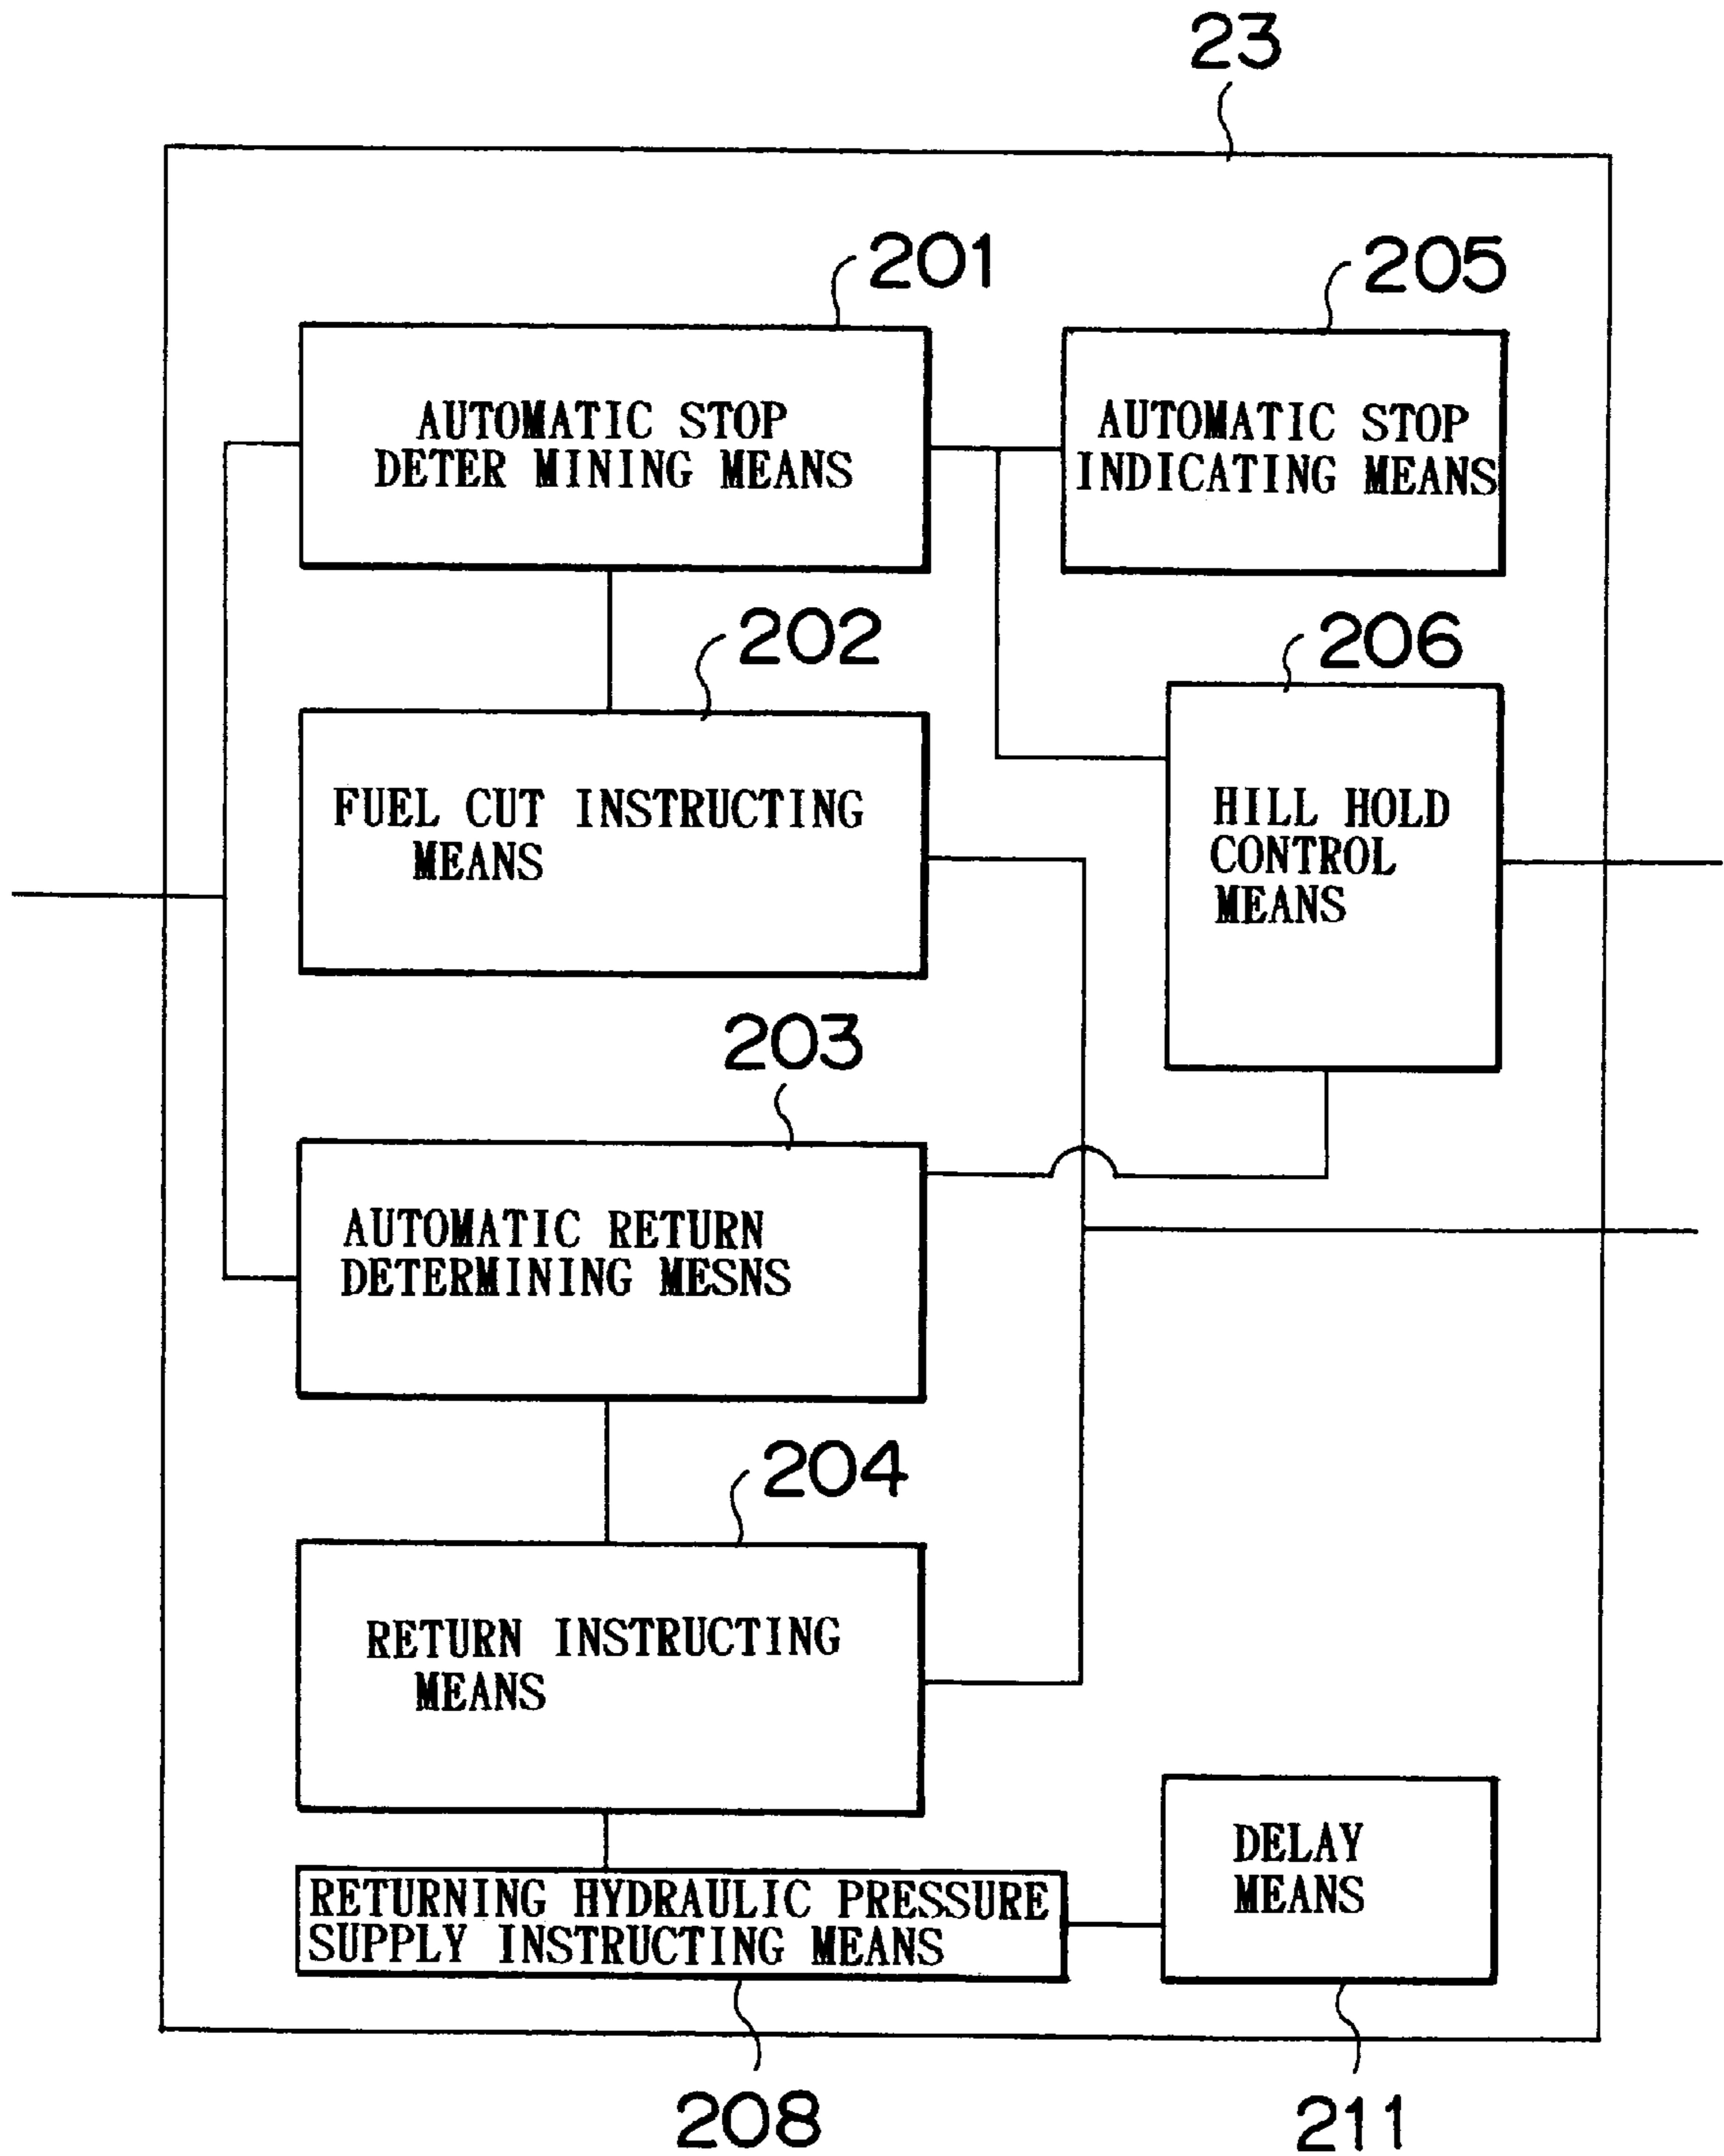 23
201
205
AUTOMATIC STOP
DETER MINING MEANS
AUTOMATIC STOP
INDICATING MEANS
202
206
FUEL CUT INSTRUCTING
MEANS
HILL HOLD
CONTROL
MEANS
203
AUTOMATIC RETURN
DETERMINING MESNS
204
RETURN INSTRUCTING
MEANS
DELAY
MEANS
RETURNING HYDRAULIC PRESSURE
SUPPLY INSTRUCTING MEANS
208
211